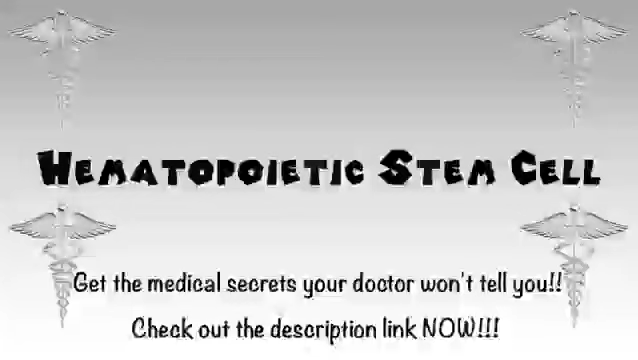 Hematopoietic Stem Cell
Get the medical secrets your doctor won't tell you!!
Check out the description link NOW!!!